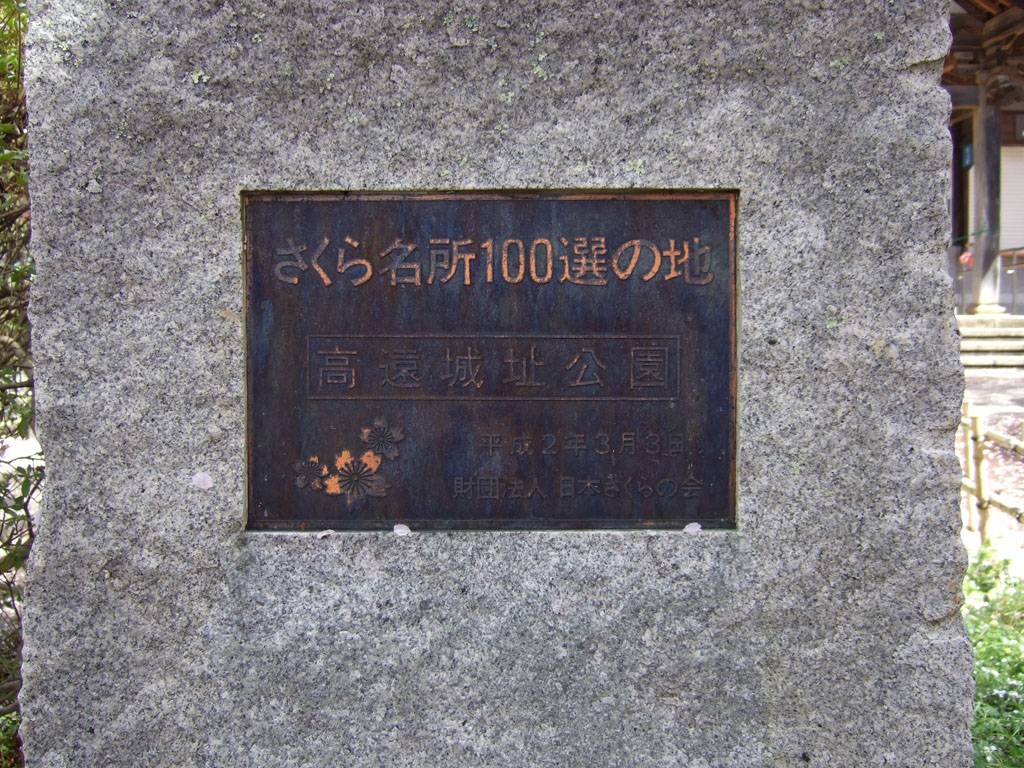 さくら名所100選の地
高遠城址公園
平成2年3月3日
財団法人 日本さくらの会